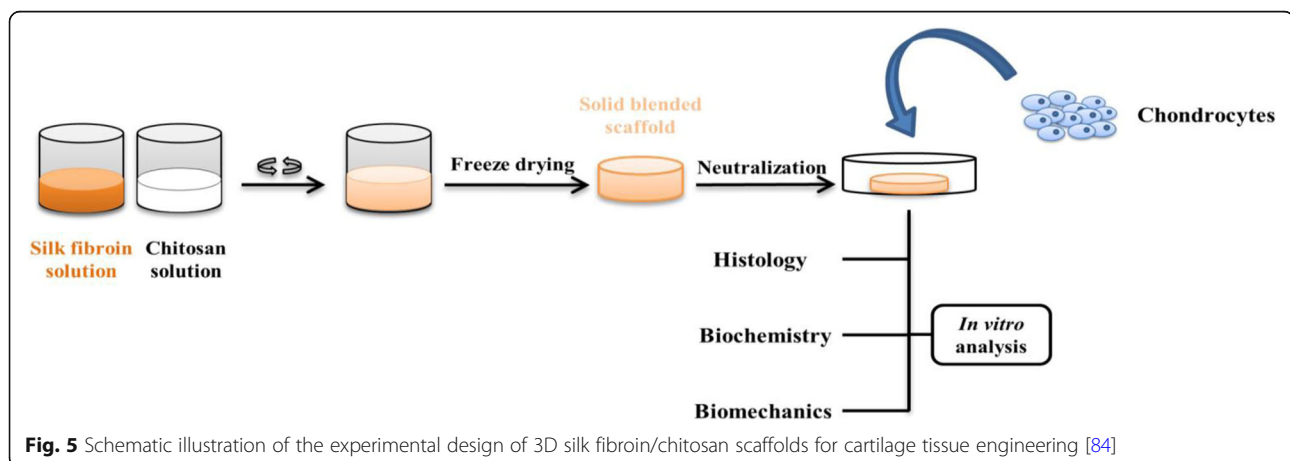 Solid blended
scaffold
Chondrocytes
Freeze drying
Neutralization
Silk fibroin
solution
Chitosan
solution
Histology
Biochemistry
Biomechanics
In vitro
analysis
Fig. 5 Schematic illustration of the experimental design of 3D silk fibroin/chitosan scaffolds for cartilage tissue engineering [84]